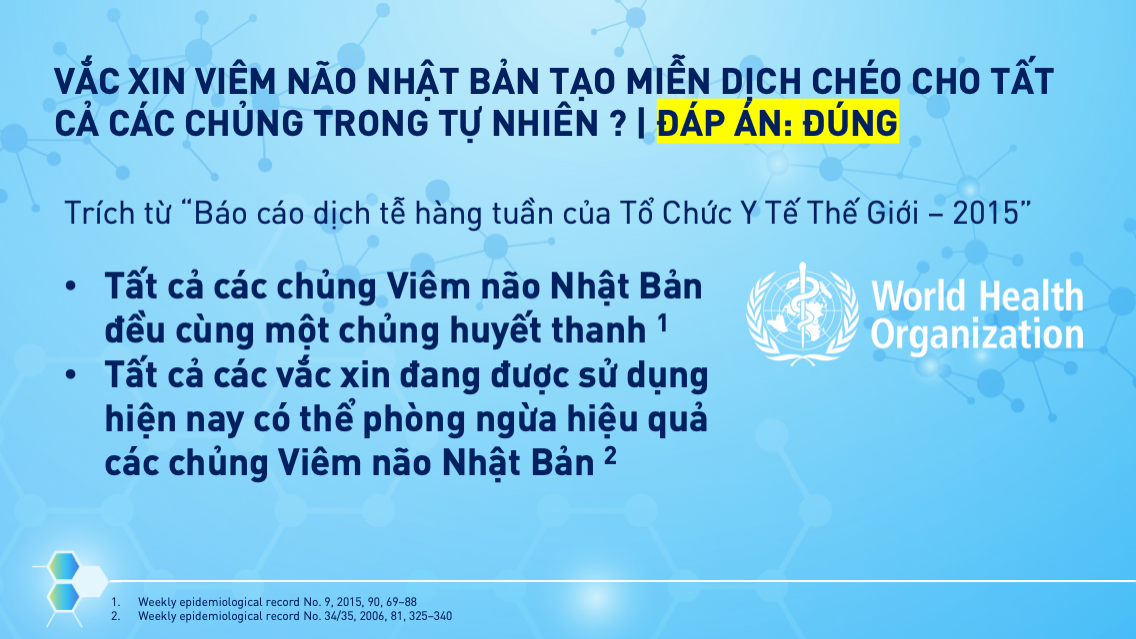 VẮC XIN VIÊM NÃO NHẬT BẢN TẠO MIỄN DỊCH CHÉO CHO TẤT
CẢ CÁC CHỦNG TRONG TỰ NHIÊN ? | ĐÁP ÁN: ĐÚNG
Trích từ “Báo cáo dịch tễ hàng tuần của Tổ Chức Y Tế Thế Giới – 2015”
• Tất cả các chủng Viêm não Nhật Bản
đều cùng một chủng huyết thanh ¹
• Tất cả các vắc xin đang được sử dụng
hiện nay có thể phòng ngừa hiệu quả
các chủng Viêm não Nhật Bản ²
World Health
Organization
1. Weekly epidemiological record No. 9, 2015, 90, 69–88
2. Weekly epidemiological record No. 34/35, 2006, 81, 325–340